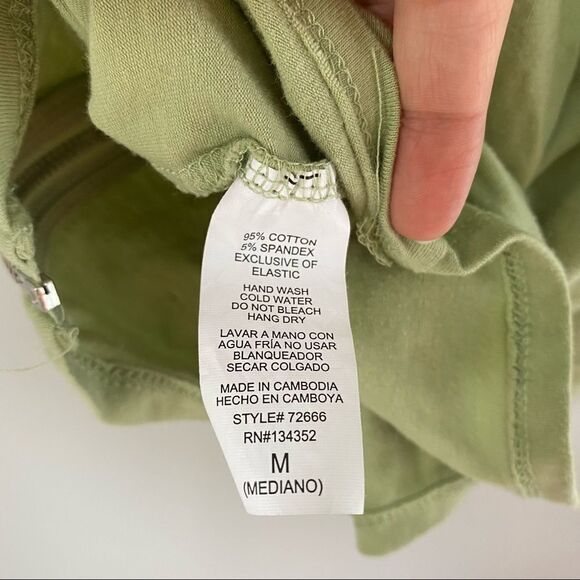 95% COTTON
5% SPANDEX
EXCLUSIVE OF
ELASTIC
HAND WASH
COLD WATER
DO NOT BLEACH
HANG DRY
LAVAR A MANO CON
AGUA FRÍA NO USAR
BLANQUEADOR
SECAR COLGADO
MADE IN CAMBODIA
HECHO EN CAMBOYA
STYLE# 72666
RN#134352
M
(MEDIANO)